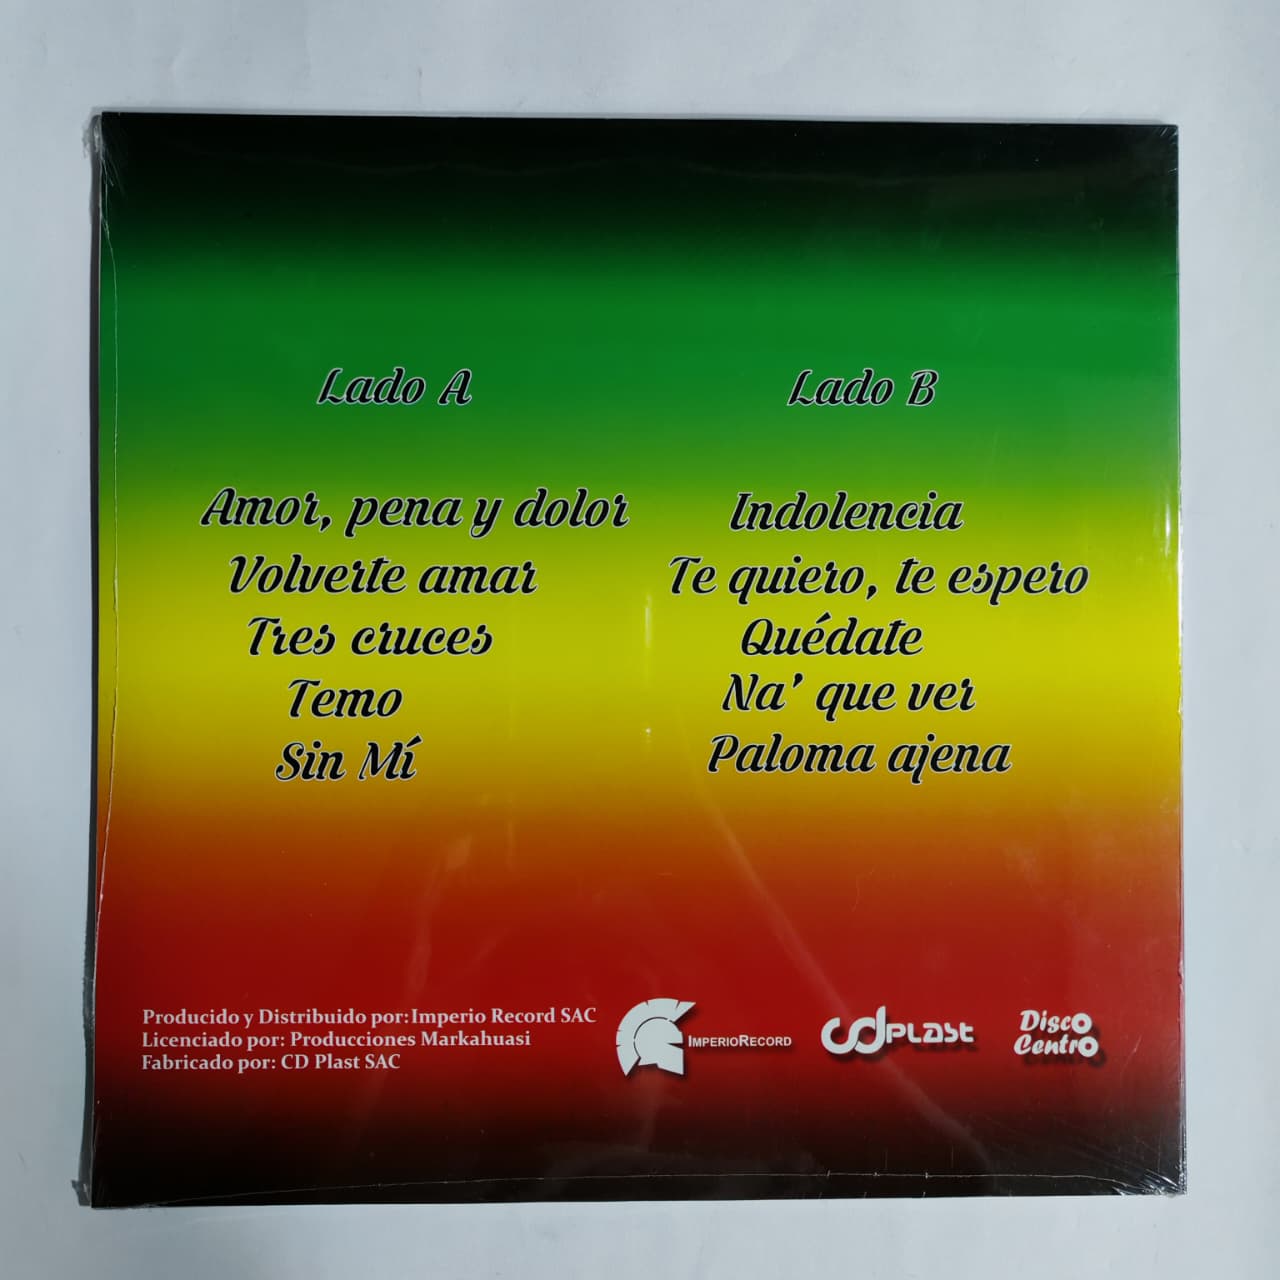 Lado A
Amor, pena y dolor
Volverte amar
Tres cruces
Temo
Sin Mí
Lado B
Indolencia
Te quiero, te espero
Quédate
Na' que ver
Paloma ajena
Producido y Distribuido por:Imperio Record SAC
Licenciado por: Producciones Markahuasi
Fabricado por: CD Plast SAC
IMPERIORECORD
CDPLAST
Disco
Centro